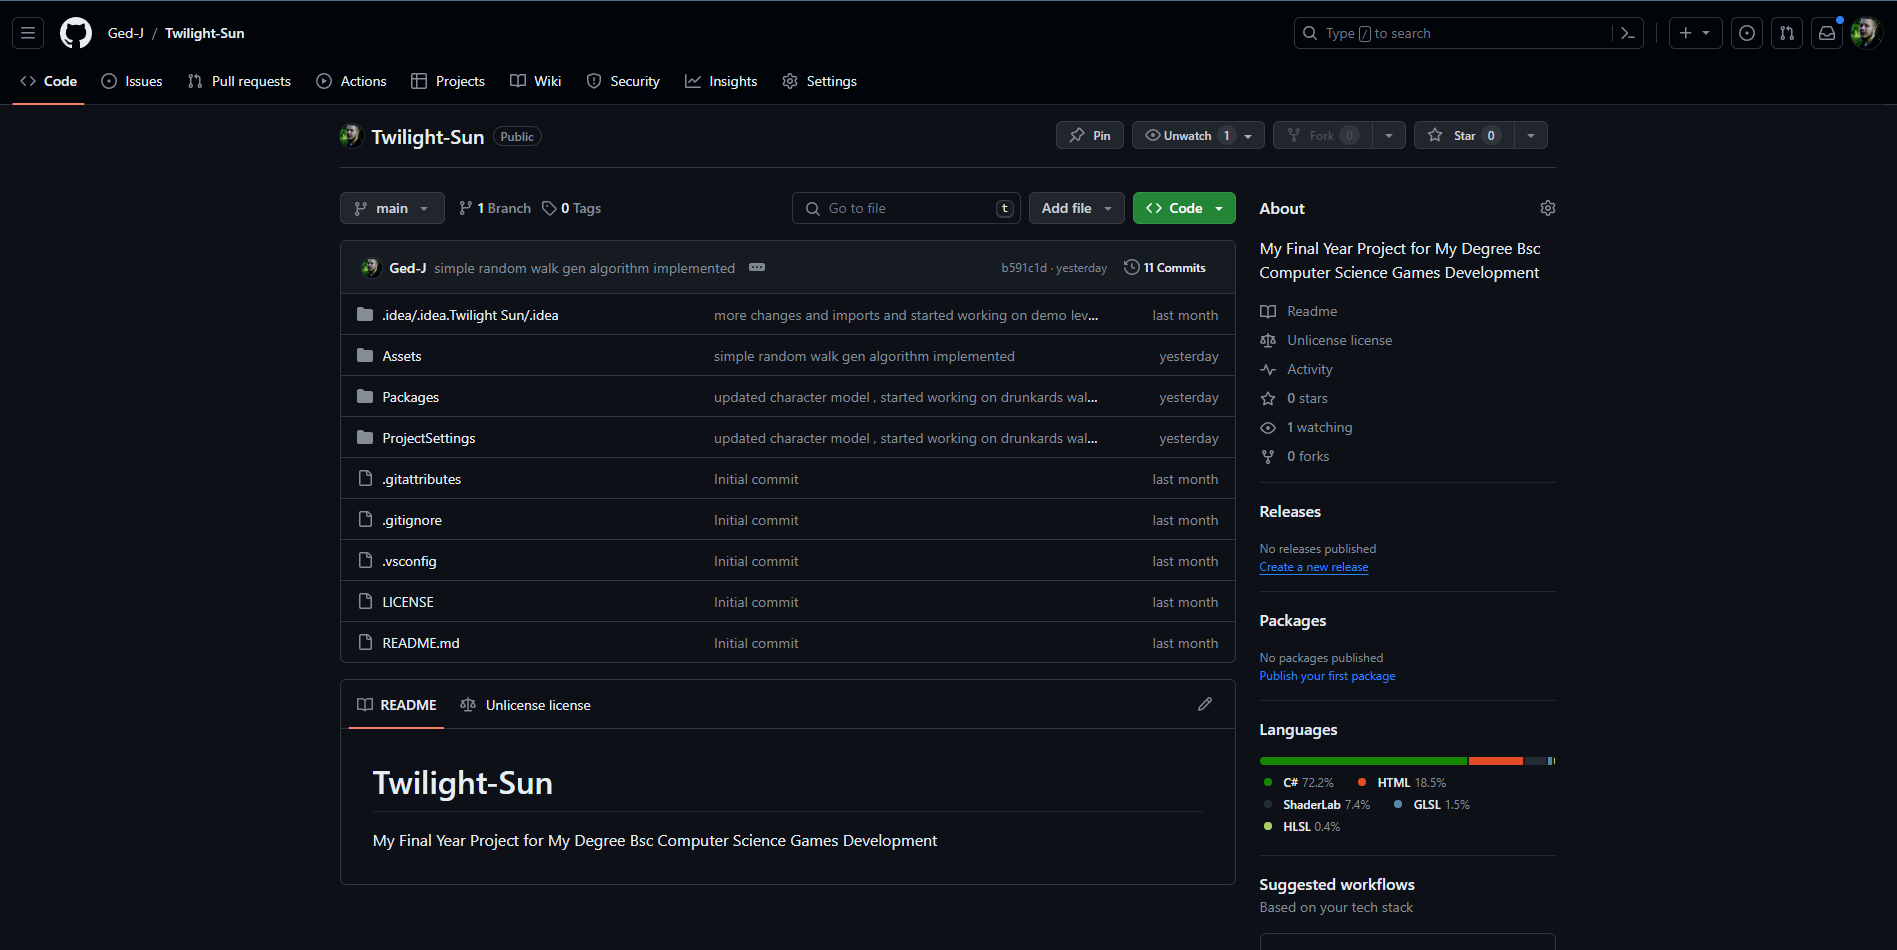 Ged-J / Twilight-Sun
Type / to search
Code Issues Pull requests Actions Projects Wiki Security Insights Settings
Twilight-Sun Public
Pin Unwatch 1 Fork 0 Star 0
main 1 Branch 0 Tags Go to file t Add file Code
Ged-J simple random walk gen algorithm implemented b591c1d · yesterday 11 Commits
.idea/.idea.Twilight Sun/.idea more changes and imports and started working on demo lev... last month
Assets simple random walk gen algorithm implemented yesterday
Packages updated character model , started working on drunkards wal... yesterday
ProjectSettings updated character model , started working on drunkards wal... yesterday
.gitattributes Initial commit last month
.gitignore Initial commit last month
.vsconfig Initial commit last month
LICENSE Initial commit last month
README.md Initial commit last month
README Unlicense license
Twilight-Sun
My Final Year Project for My Degree Bsc Computer Science Games Development
About
My Final Year Project for My Degree Bsc
Computer Science Games Development
Readme
Unlicense license
Activity
0 stars
1 watching
0 forks
Releases
No releases published
Create a new release
Packages
No packages published
Publish your first package
Languages
C# 72.2% HTML 18.5%
ShaderLab 7.4% GLSL 1.5%
HLSL 0.4%
Suggested workflows
Based on your tech stack